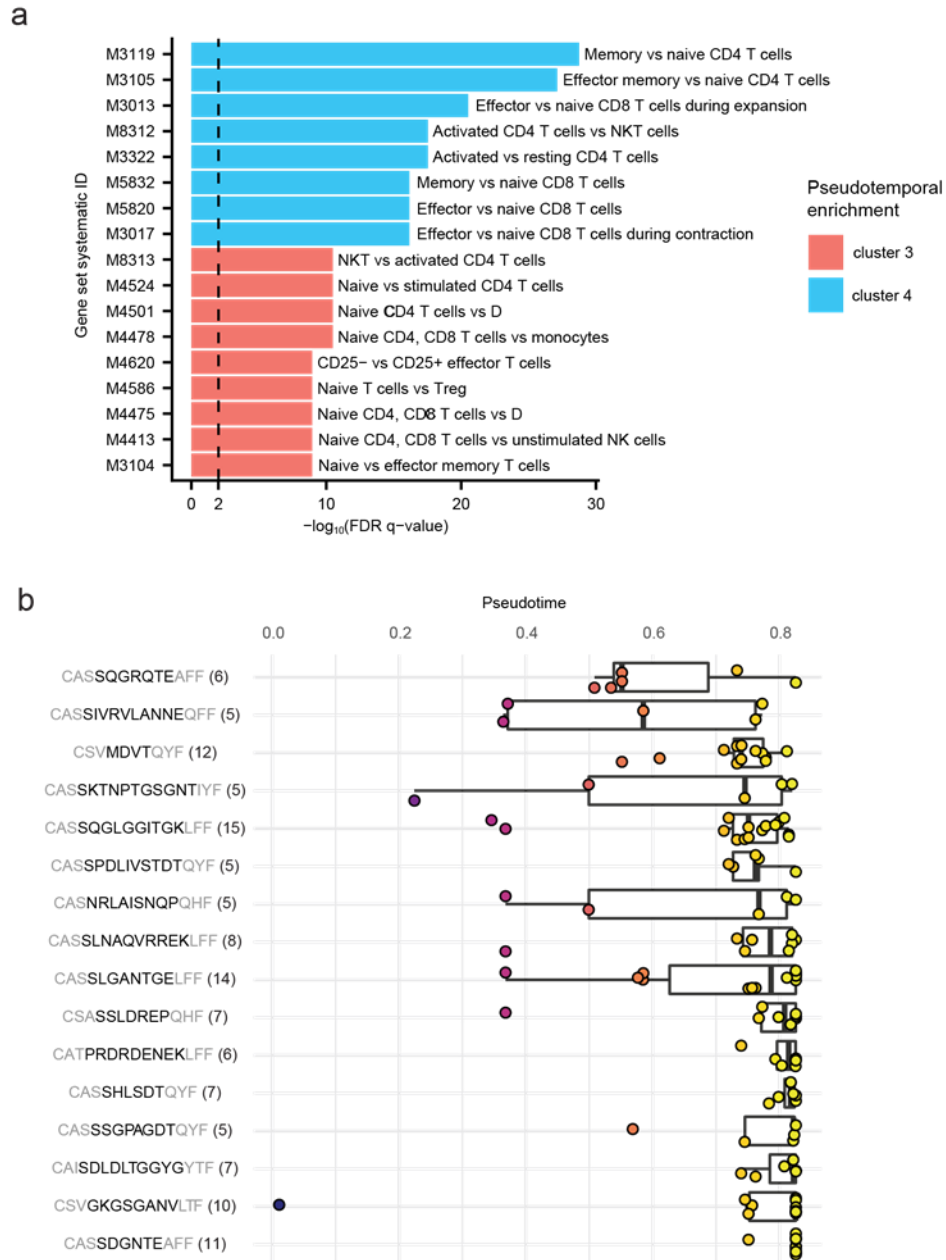 a
M3119 Memory vs naive CD4 T cells
M3105 Effector memory vs naive CD4 T cells
M3013 Effector vs naive CD8 T cells during expansion
M8312 Activated CD4 T cells vs NKT cells
M3322 Activated vs resting CD4 T cells
M5832 Memory vs naive CD8 T cells
M5820 Effector vs naive CD8 T cells
M3017 Effector vs naive CD8 T cells during contraction
M8313 NKT vs activated CD4 T cells
M4524 Naive vs stimulated CD4 T cells
M4501 Naive CD4 T cells vs D
M4478 Naive CD4, CD8 T cells vs monocytes
M4620 CD25− vs CD25+ effector T cells
M4586 Naive T cells vs Treg
M4475 Naive CD4, CD8 T cells vs D
M4413 Naive CD4, CD8 T cells vs unstimulated NK cells
M3104 Naive vs effector memory T cells
Gene set systematic ID
0 2 10 20 30
−log₁₀(FDR q−value)
Pseudotemporal
enrichment
cluster 3
cluster 4
b
Pseudotime
0.0 0.2 0.4 0.6 0.8
CASSQGRQTEAFF (6)
CASSIVRVLANNEQFF (5)
CSVMDVTQYF (12)
CASSKTNPTGSGNTIYF (5)
CASSQGLGGITGKLFF (15)
CASSPDLIVSTDTQYF (5)
CASNRLAISNQPQHF (5)
CASSLNAQVRREKLFF (8)
CASSLGANTGELFF (14)
CSASSLDREPQHF (7)
CATPRDRDENEKLFF (6)
CASSHLSDTQYF (7)
CASSSGPAGDTQYF (5)
CAISDLDLTGGYGYTF (7)
CSVGKGSGANVLTF (10)
CASSDGNTEAFF (11)